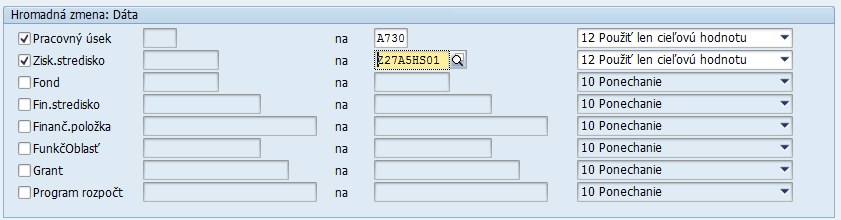 Hromadná zmena: Dáta
Pracovný úsek na A730 12 Použiť len cieľovú hodnotu
Zisk.stredisko na Z27A5HS01 12 Použiť len cieľovú hodnotu
Fond na 10 Ponechanie
Fin.stredisko na 10 Ponechanie
Finanč.položka na 10 Ponechanie
FunkčOblasť na 10 Ponechanie
Grant na 10 Ponechanie
Program rozpočt na 10 Ponechanie